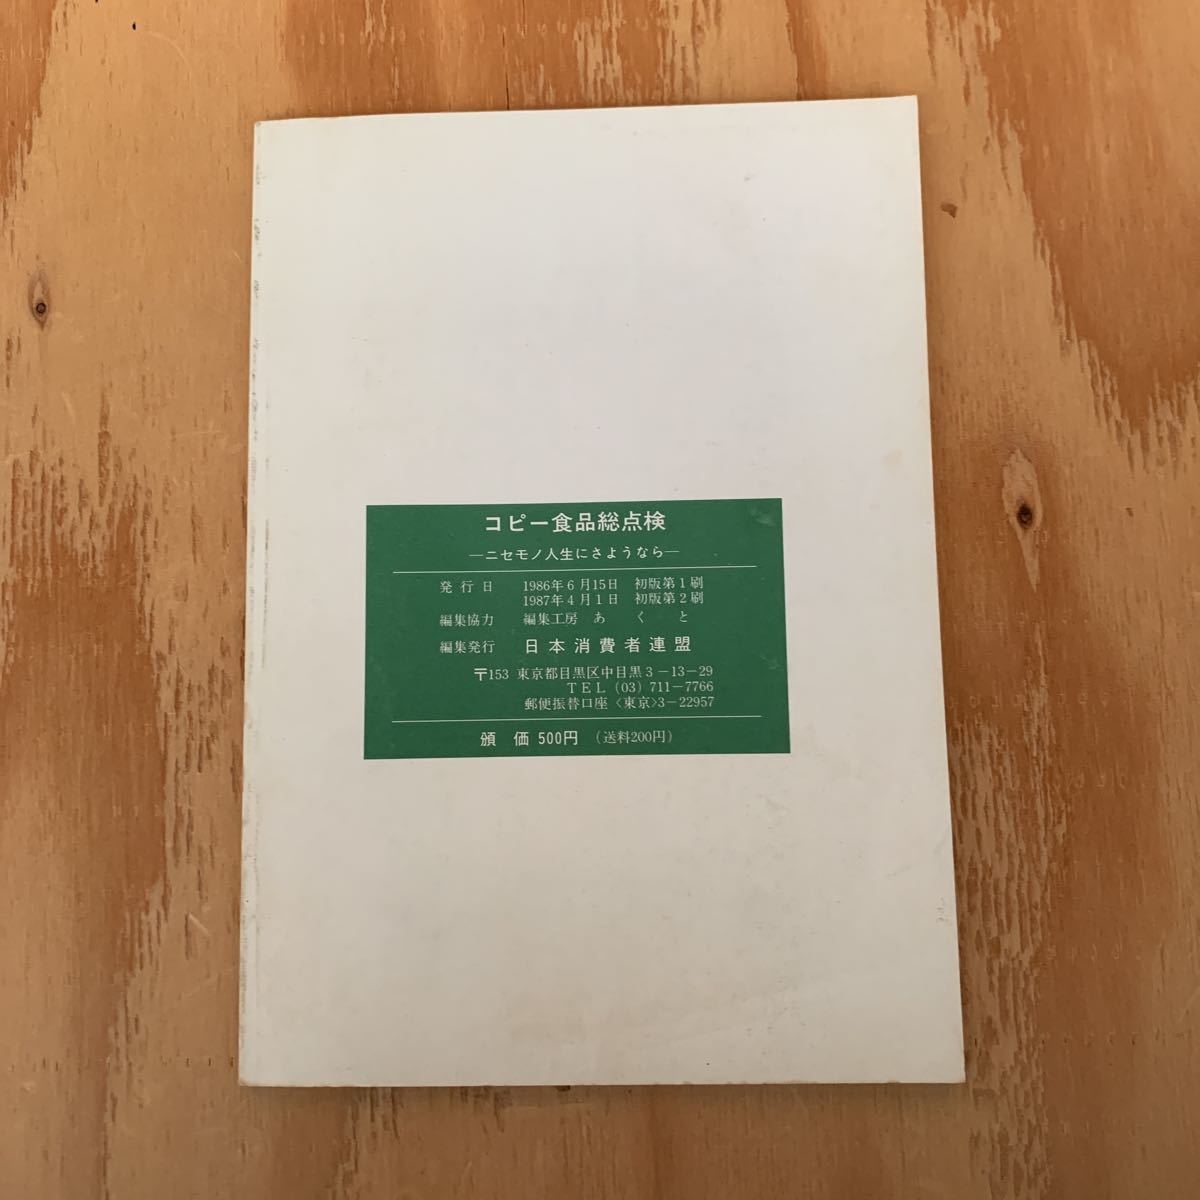 コピー食品総点検
―ニセモノ人生にさようなら―
発行日 1986年6月15日 初版第1刷
1987年4月1日 初版第2刷
編集協力 編集工房 あくと
編集発行 日本消費者連盟
〒153 東京都目黒区中目黒3－13－29
TEL (03) 711－7766
郵便振替口座〈東京〉3－22957
頒 価 500円 (送料200円)